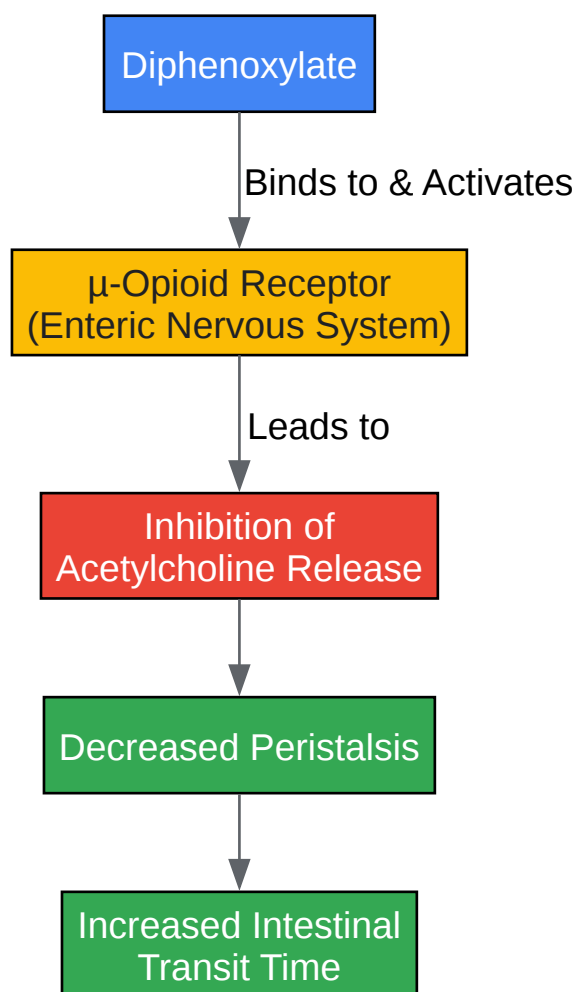 Diphenoxylate
Binds to & Activates
µ-Opioid Receptor
(Enteric Nervous System)
Leads to
Inhibition of
Acetylcholine Release
Decreased Peristalsis
Increased Intestinal
Transit Time